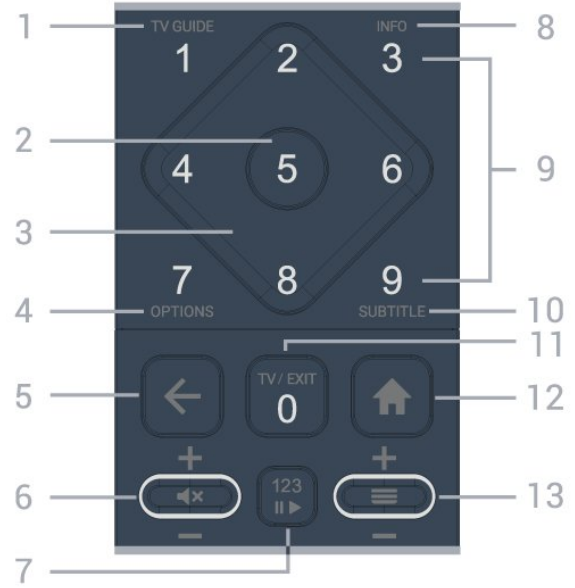 1 TV GUIDE INFO 8
1 2 3
2
4 5 6 9
3
7 8 9
4 OPTIONS SUBTITLE 10
11
5 TV / EXIT 12
0
+ +
6 123 13
− −
7